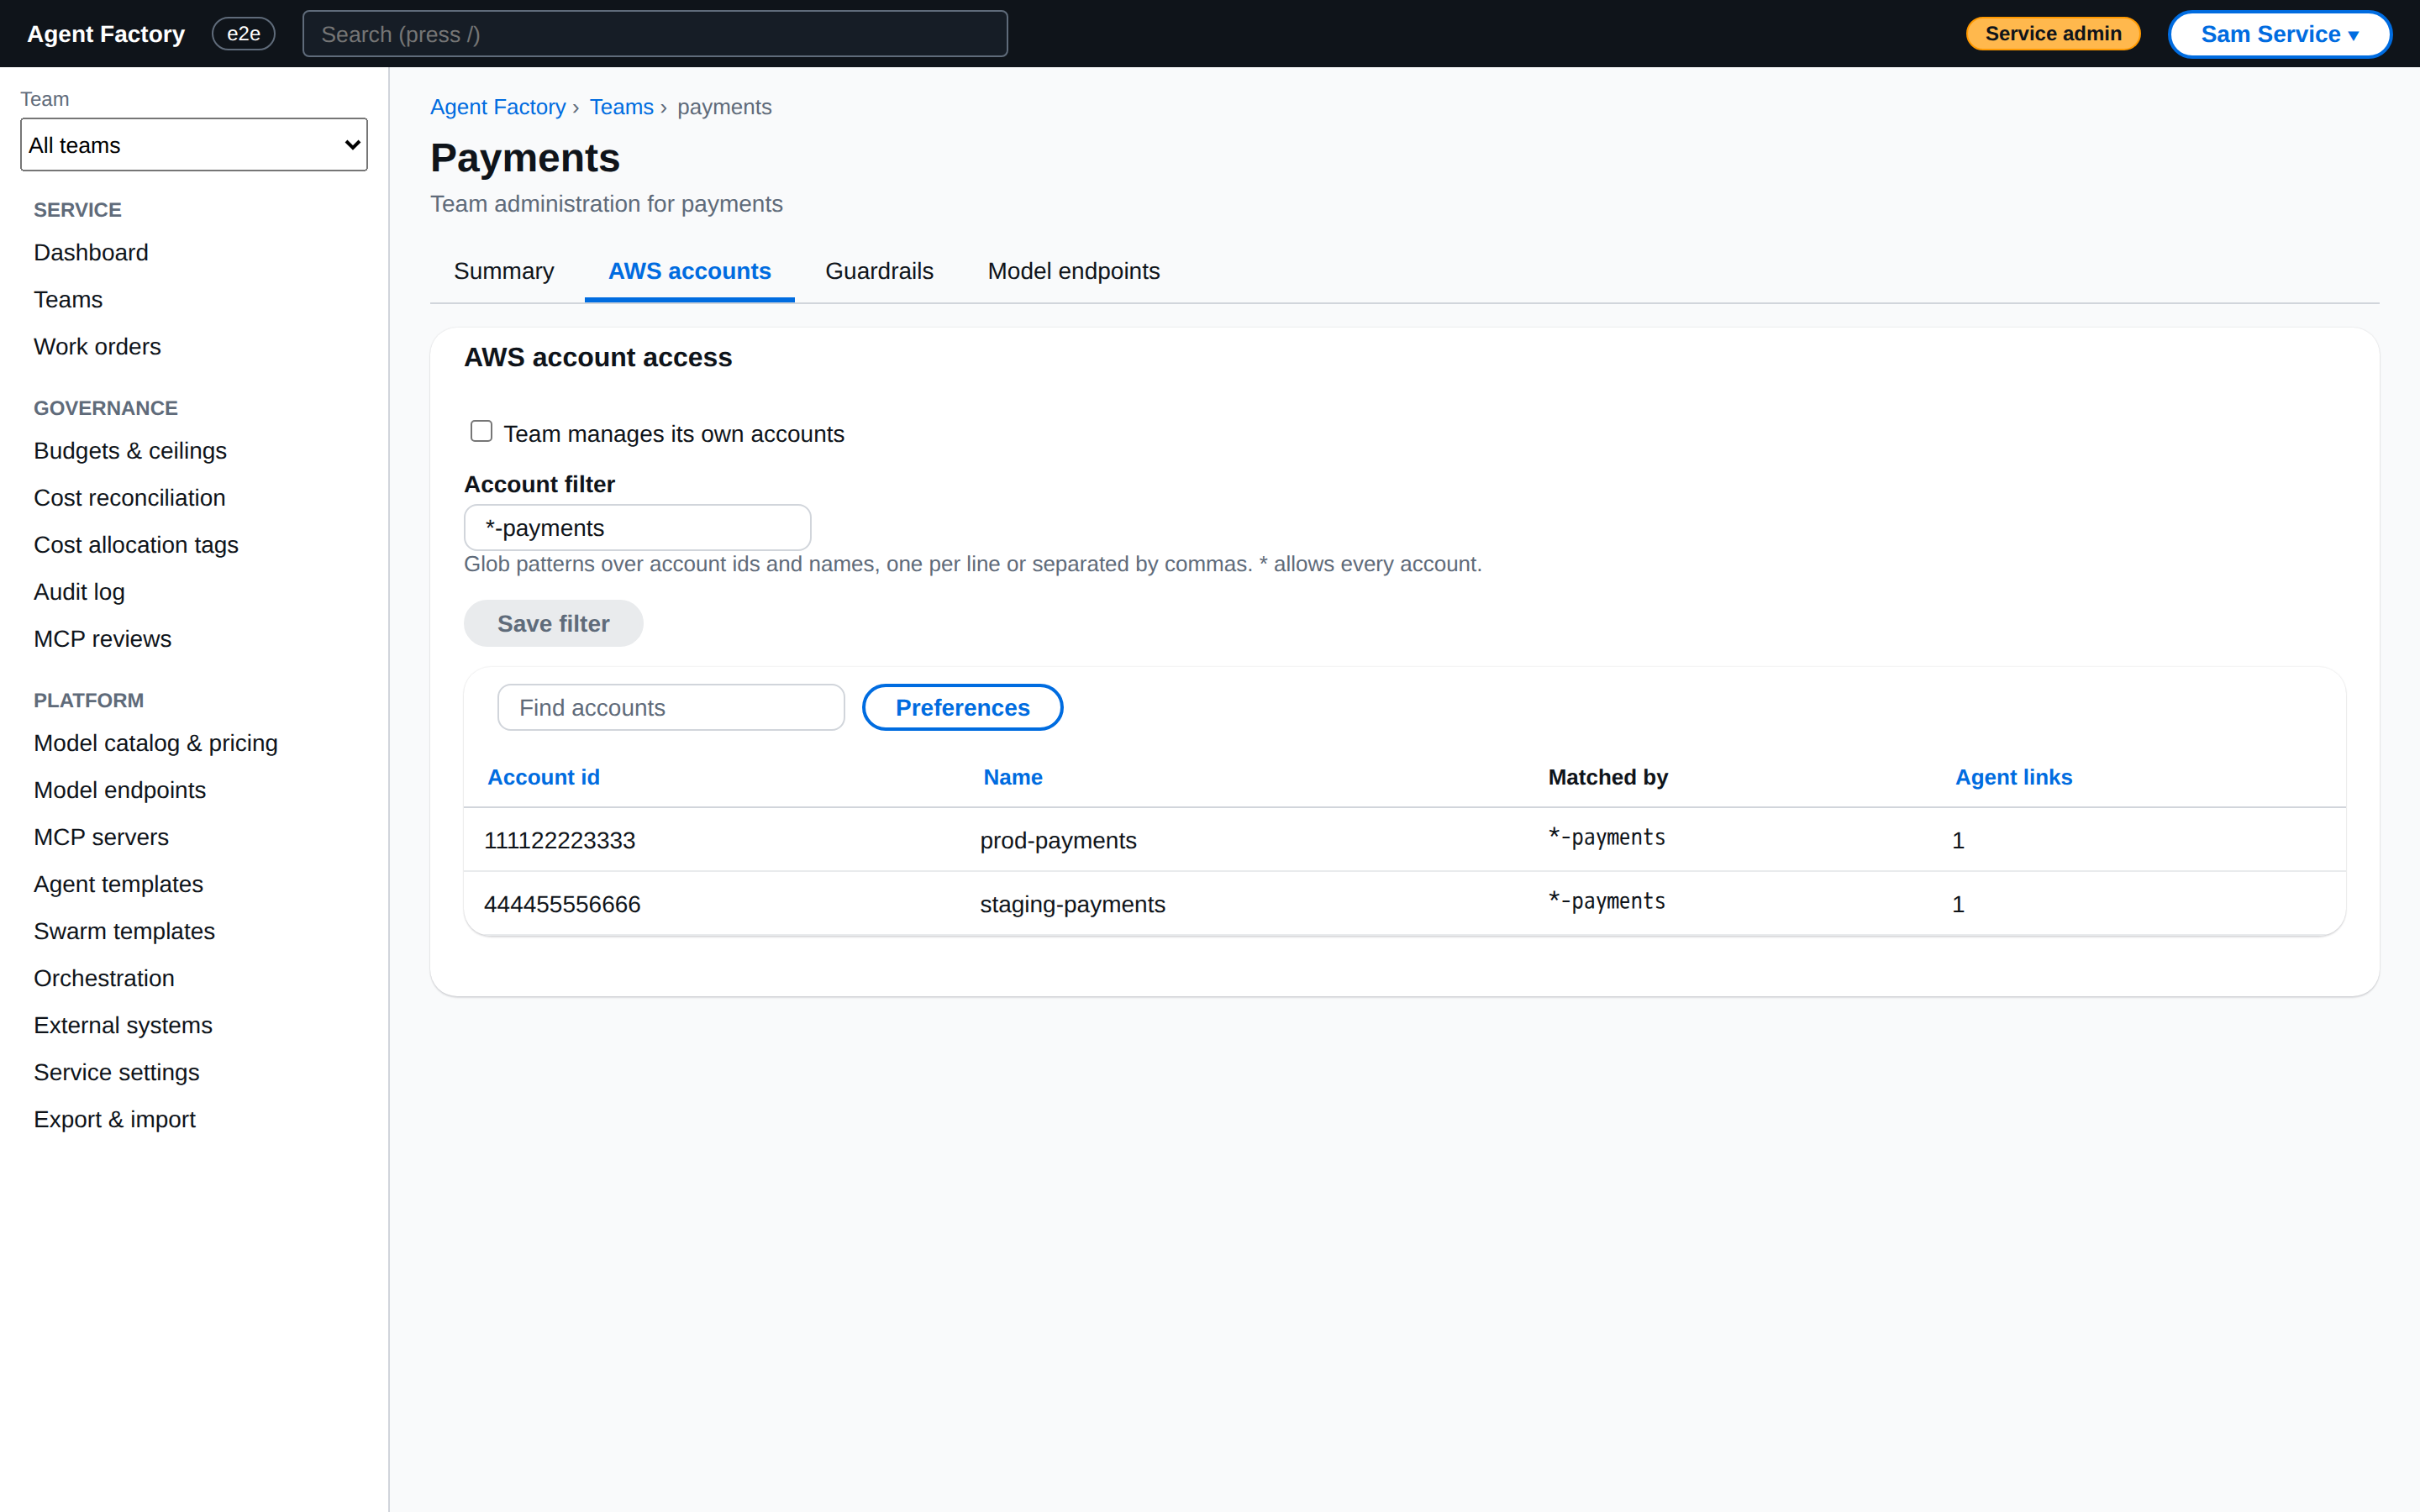 Agent Factory e2e Search (press /) Service admin Sam Service ▾
Team
All teams
SERVICE
Dashboard
Teams
Work orders
GOVERNANCE
Budgets & ceilings
Cost reconciliation
Cost allocation tags
Audit log
MCP reviews
PLATFORM
Model catalog & pricing
Model endpoints
MCP servers
Agent templates
Swarm templates
Orchestration
External systems
Service settings
Export & import
Agent Factory › Teams › payments
Payments
Team administration for payments
Summary AWS accounts Guardrails Model endpoints
AWS account access
Team manages its own accounts
Account filter
*-payments
Glob patterns over account ids and names, one per line or separated by commas. * allows every account.
Save filter
Find accounts Preferences
Account id Name Matched by Agent links
111122223333 prod-payments *-payments 1
444455556666 staging-payments *-payments 1